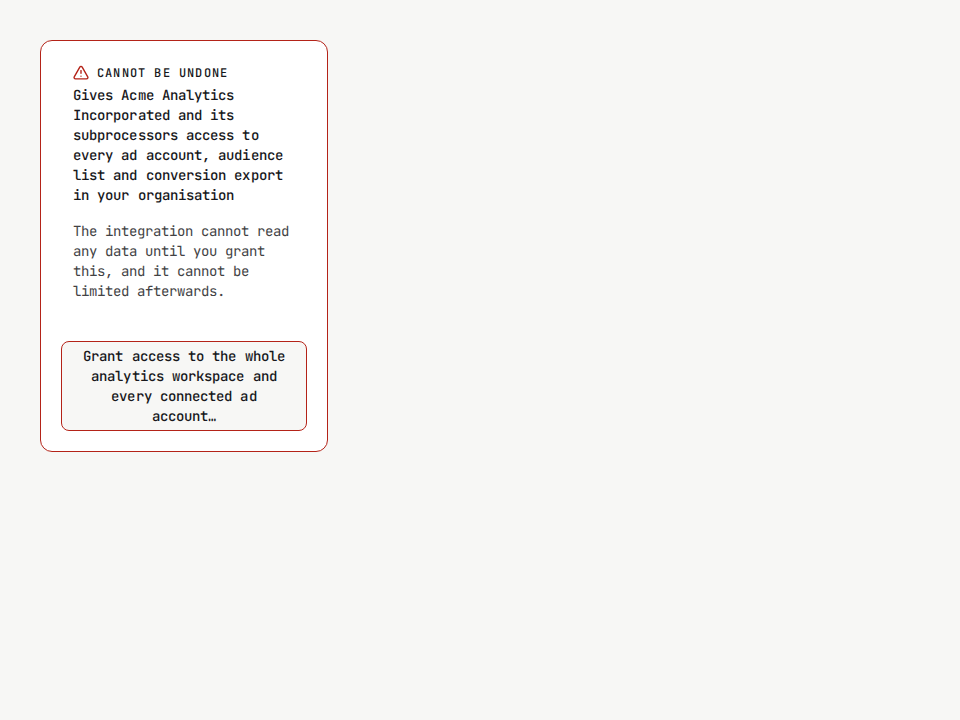 CANNOT BE UNDONE
Gives Acme Analytics
Incorporated and its
subprocessors access to
every ad account, audience
list and conversion export
in your organisation
The integration cannot read
any data until you grant
this, and it cannot be
limited afterwards.
Grant access to the whole
analytics workspace and
every connected ad
account…